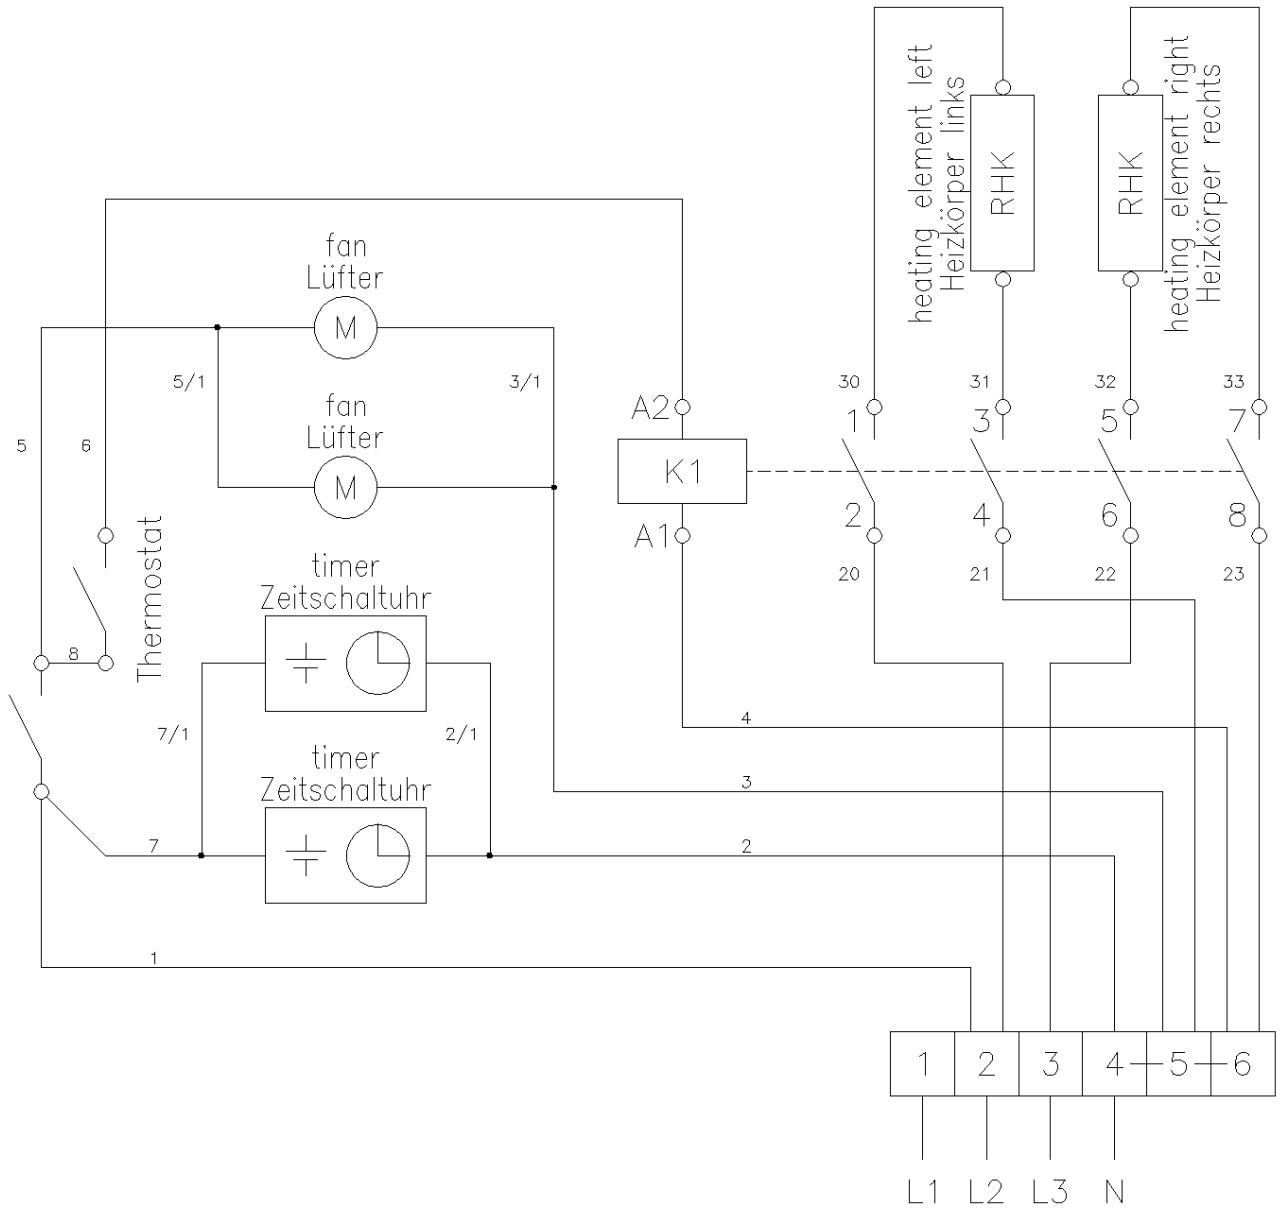 heating element left
Heizkörper links
RHK
RHK
heating element right
Heizkörper rechts
fan
Lüfter
M
5/1
3/1
30
31
32
33
fan
Lüfter
A2
1
3
5
7
5
6
K1
M
Thermostat
A1
2
4
6
8
timer
Zeitschaltuhr
20
21
22
23
8
7/1
2/1
4
timer
Zeitschaltuhr
3
7
2
1
1
2
3
4
5
6
L1
L2
L3
N